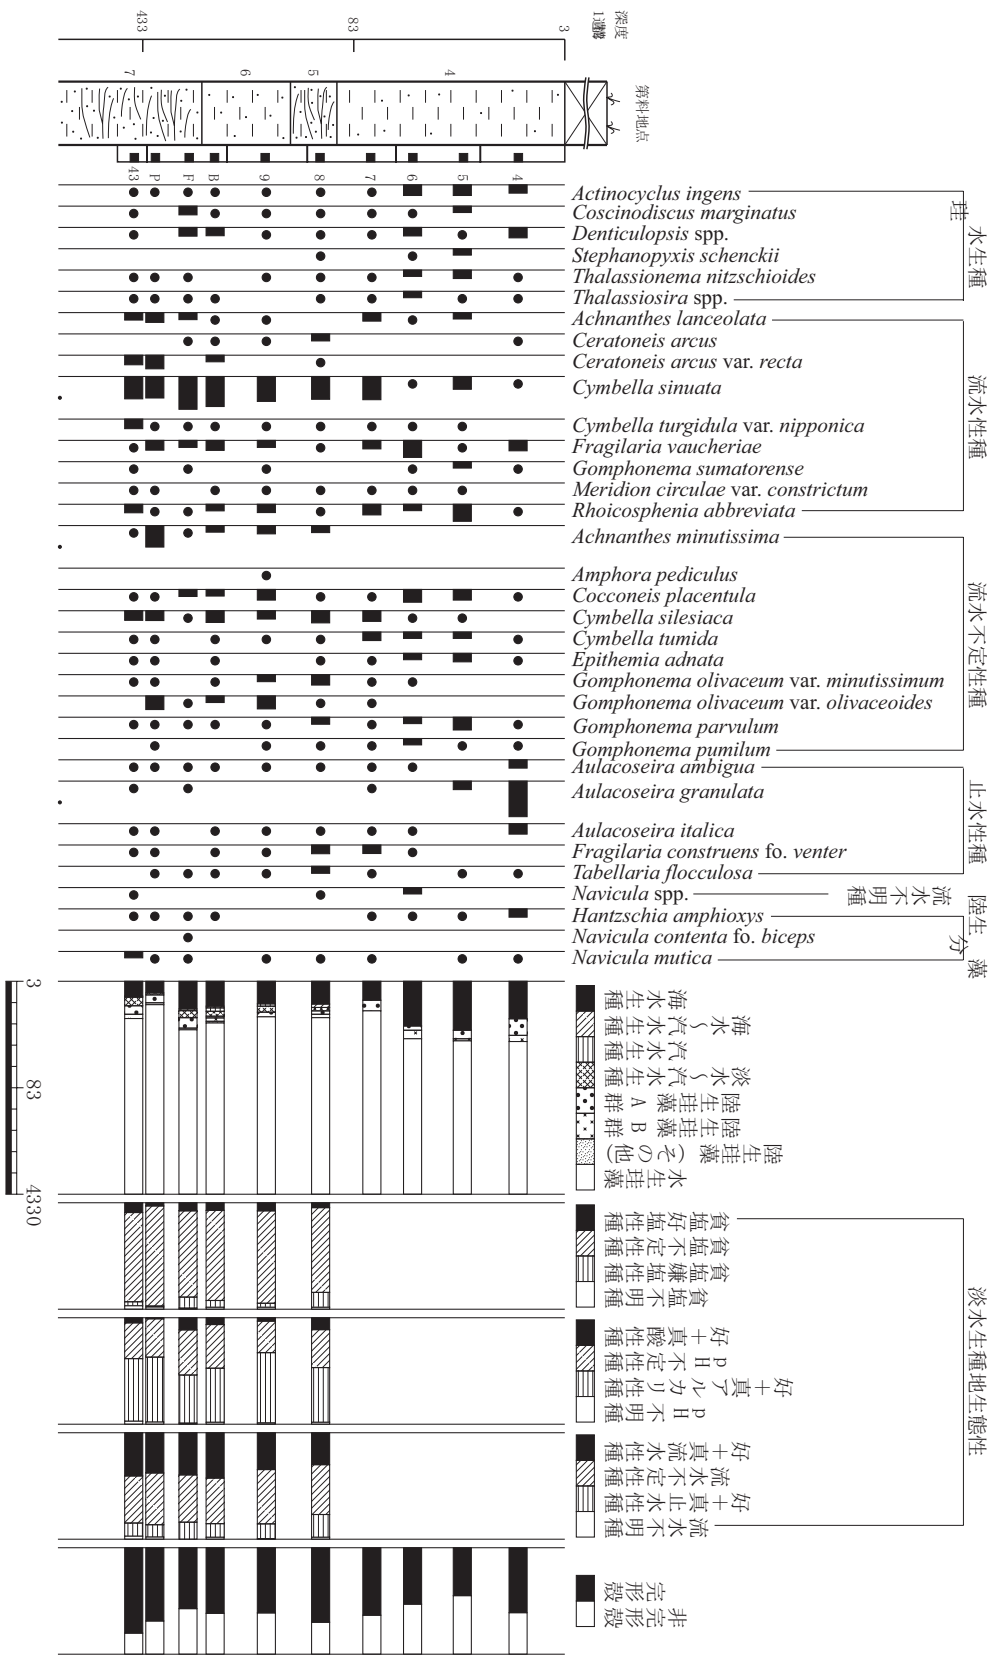 深度
3
83
433
第料地点
4
5
6
7
4
5
6
7
8
9
B
F
P
43
Actinocyclus ingens
Coscinodiscus marginatus
Denticulopsis spp.
Stephanopyxis schenckii
Thalassionema nitzschioides
Thalassiosira spp.
Achnanthes lanceolata
Ceratoneis arcus
Ceratoneis arcus var. recta
Cymbella sinuata
Cymbella turgidula var. nipponica
Fragilaria vaucheriae
Gomphonema sumatorense
Meridion circulae var. constrictum
Rhoicosphenia abbreviata
Achnanthes minutissima
Amphora pediculus
Cocconeis placentula
Cymbella silesiaca
Cymbella tumida
Epithemia adnata
Gomphonema olivaceum var. minutissimum
Gomphonema olivaceum var. olivaceoides
Gomphonema parvulum
Gomphonema pumilum
Aulacoseira ambigua
Aulacoseira granulata
Aulacoseira italica
Fragilaria construens fo. venter
Tabellaria flocculosa
Navicula spp.
Hantzschia amphioxys
Navicula contenta fo. biceps
Navicula mutica
珪
水生種
流水性種
流水不定性種
止水性種
流水不明種
陸生
分
藻
海水生種
海水〜汽水生種
汽水生種
淡水〜汽水生種
陸生珪藻 A 群
陸生珪藻 B 群
陸生珪藻（その他）
水生珪藻
3
83
4330
貧塩好塩性種
貧塩不定性種
貧塩嫌塩性種
貧塩不明種
好＋真酸性種
pH不定性種
好＋真アルカリ性種
pH不明種
好＋真流水性種
流水不定性種
好＋真止水性種
流水不明種
淡水生種地生態性
完形殻
非完形殻